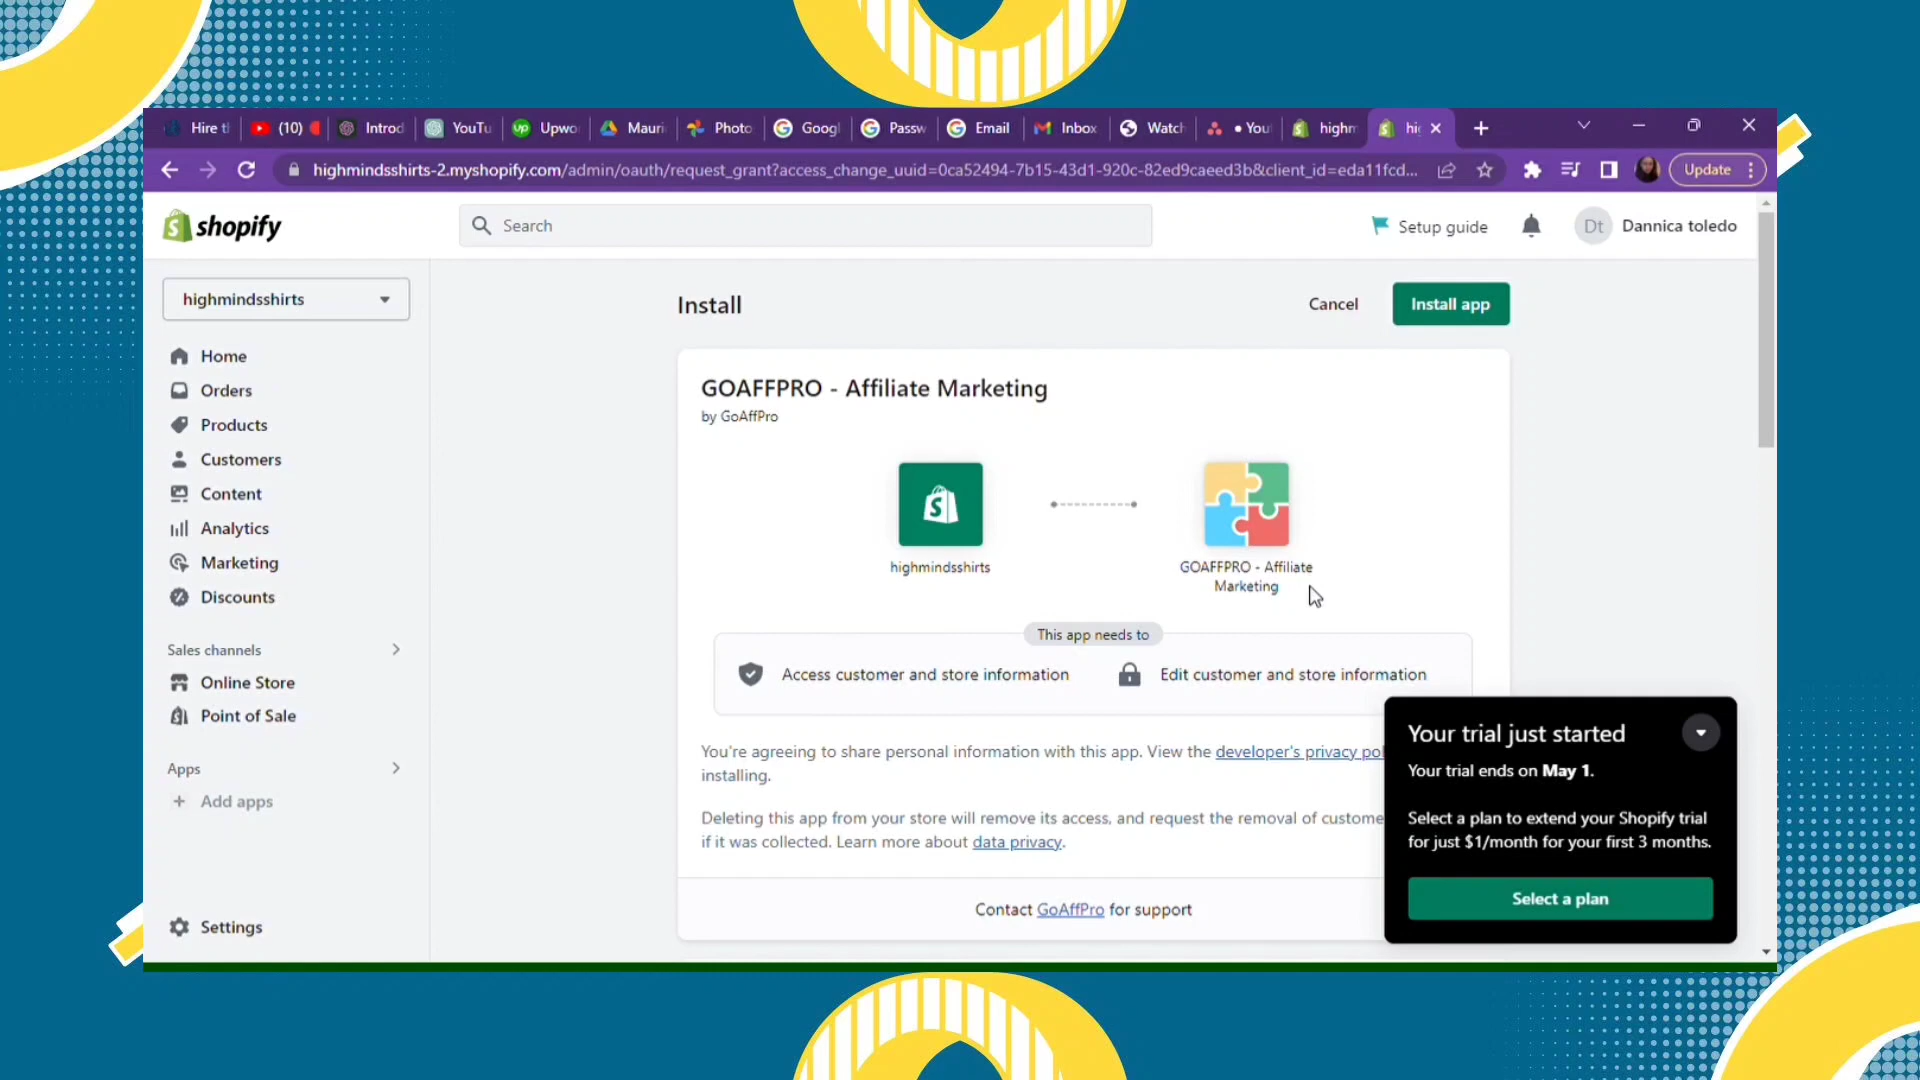 Hire t
(10)
Introd
YouTu
Upwo
Mauri
Photo
Googl
Passw
Email
Inbox
Watch
You
highm
hi
highmindsshirts-2.myshopify.com/admin/oauth/request_grant?access_change_uuid=0ca52494-7b15-43d1-920c-82ed9caeed3b&client_id=eda11fcd...
Update
shopify
Search
Setup guide
Dt
Dannica toledo
highmindsshirts
Home
Orders
Products
Customers
Content
Analytics
Marketing
Discounts
Sales channels
Online Store
Point of Sale
Apps
Add apps
Settings
Install
Cancel
Install app
GOAFFPRO - Affiliate Marketing
by GoAffPro
highmindsshirts
GOAFFPRO - Affiliate
Marketing
This app needs to
Access customer and store information
Edit customer and store information
You're agreeing to share personal information with this app. View the developer's privacy pol
installing.
Deleting this app from your store will remove its access, and request the removal of custome
if it was collected. Learn more about data privacy.
Contact GoAffPro for support
Your trial just started
Your trial ends on May 1.
Select a plan to extend your Shopify trial
for just $1/month for your first 3 months.
Select a plan